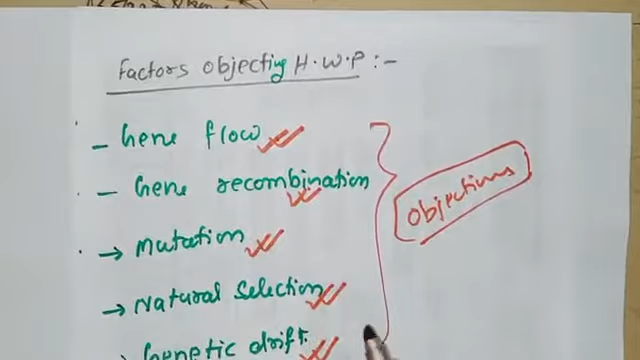 Factors objecting H.W.P :-
- Gene flow
- Gene recombination
→ Mutation
→ Natural Selection
Genetic drift
Objections